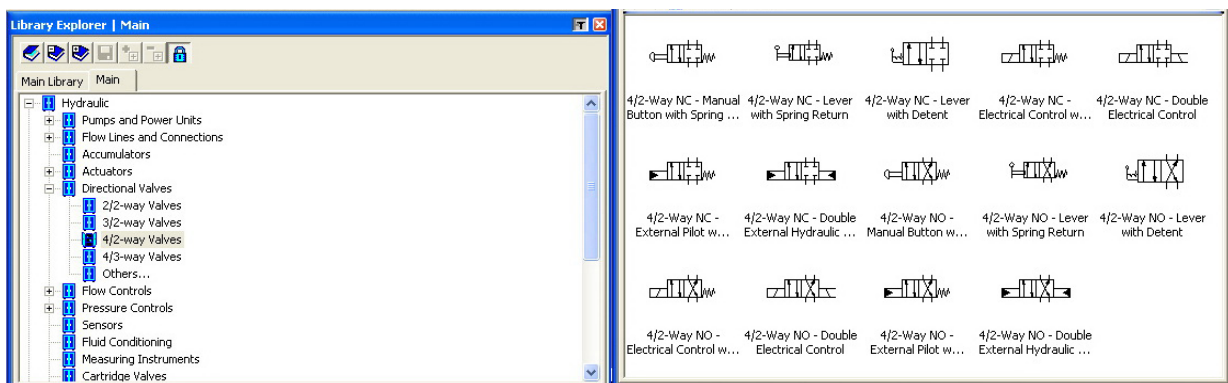 Library Explorer | Main
Main Library Main
Hydraulic
Pumps and Power Units
Flow Lines and Connections
Accumulators
Actuators
Directional Valves
2/2-way Valves
3/2-way Valves
4/2-way Valves
4/3-way Valves
Others...
Flow Controls
Pressure Controls
Sensors
Fluid Conditioning
Measuring Instruments
Cartridge Valves
4/2-Way NC - Manual
Button with Spring ...
4/2-Way NC - Lever
with Spring Return
4/2-Way NC - Lever
with Detent
4/2-Way NC -
Electrical Control w...
4/2-Way NC - Double
Electrical Control
4/2-Way NC -
External Pilot w...
4/2-Way NC - Double
External Hydraulic ...
4/2-Way NO -
Manual Button w...
4/2-Way NO - Lever
with Spring Return
4/2-Way NO - Lever
with Detent
4/2-Way NO -
Electrical Control w...
4/2-Way NO - Double
Electrical Control
4/2-Way NO -
External Pilot w...
4/2-Way NO - Double
External Hydraulic ...